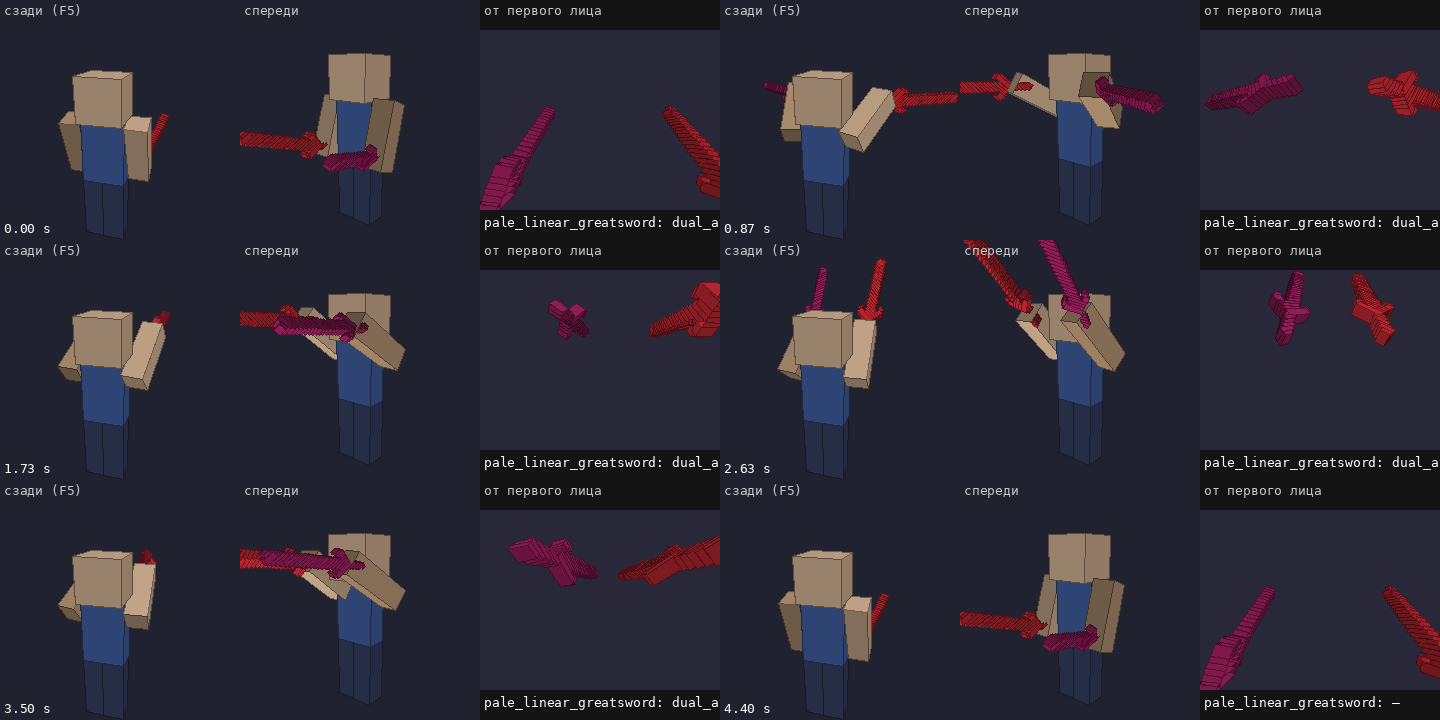 сзади (F5) спереди от первого лица сзади (F5) спереди от первого лица
0.00 s pale_linear_greatsword: dual_a 0.87 s pale_linear_greatsword: dual_a
сзади (F5) спереди от первого лица сзади (F5) спереди от первого лица
1.73 s pale_linear_greatsword: dual_a 2.63 s pale_linear_greatsword: dual_a
сзади (F5) спереди от первого лица сзади (F5) спереди от первого лица
3.50 s pale_linear_greatsword: dual_a 4.40 s pale_linear_greatsword: —